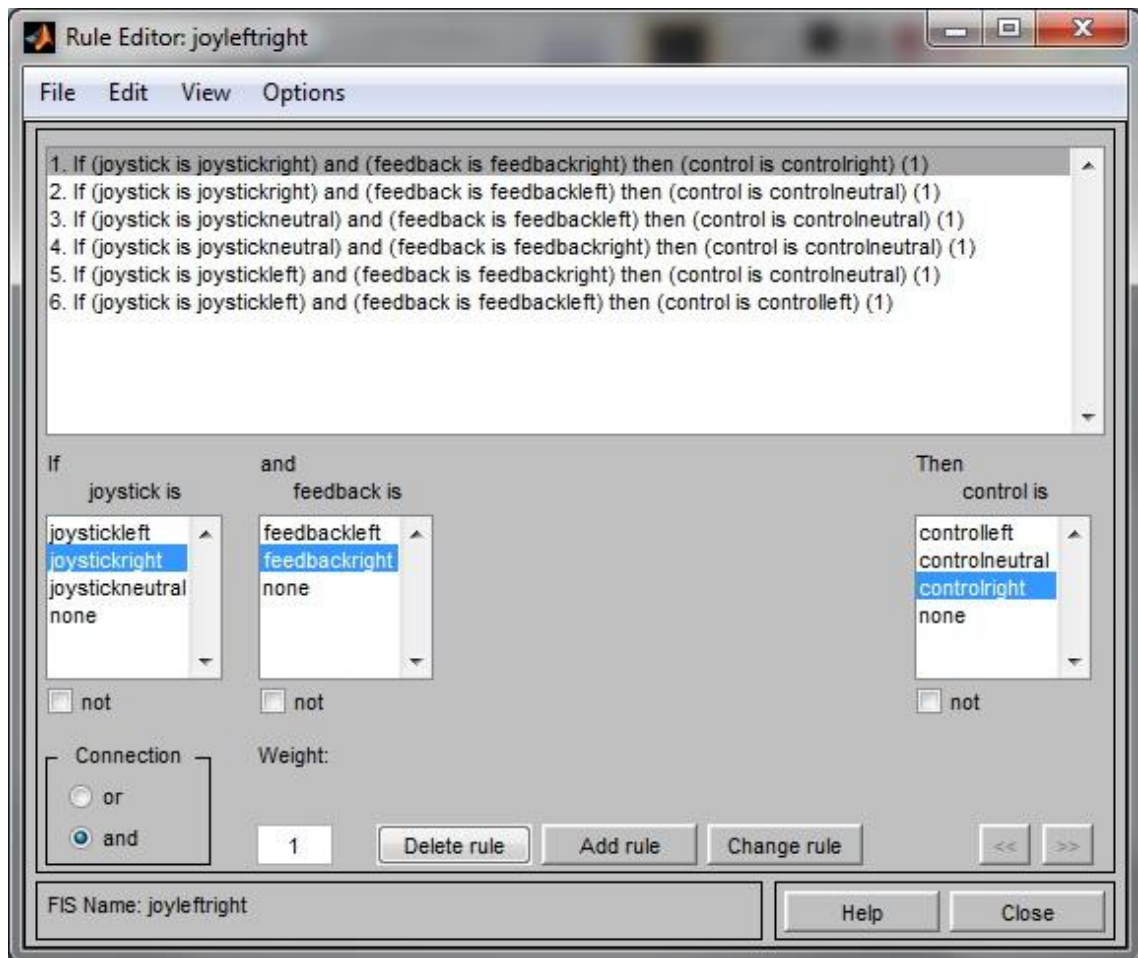 Rule Editor: joyleftright
X
File Edit View Options
1. If (joystick is joystickright) and (feedback is feedbackright) then (control is controlright) (1)
2. If (joystick is joystickright) and (feedback is feedbackleft) then (control is controlneutral) (1)
3. If (joystick is joystickneutral) and (feedback is feedbackleft) then (control is controlneutral) (1)
4. If (joystick is joystickneutral) and (feedback is feedbackright) then (control is controlneutral) (1)
5. If (joystick is joystickleft) and (feedback is feedbackright) then (control is controlneutral) (1)
6. If (joystick is joystickleft) and (feedback is feedbackleft) then (control is controlleft) (1)
If and Then
joystick is feedback is control is
joystickleft feedbackleft controlleft
joystickright feedbackright controlneutral
joystickneutral none controlright
none none
not not not
Connection Weight:
or
and 1 Delete rule Add rule Change rule << >>
FIS Name: joyleftright Help Close